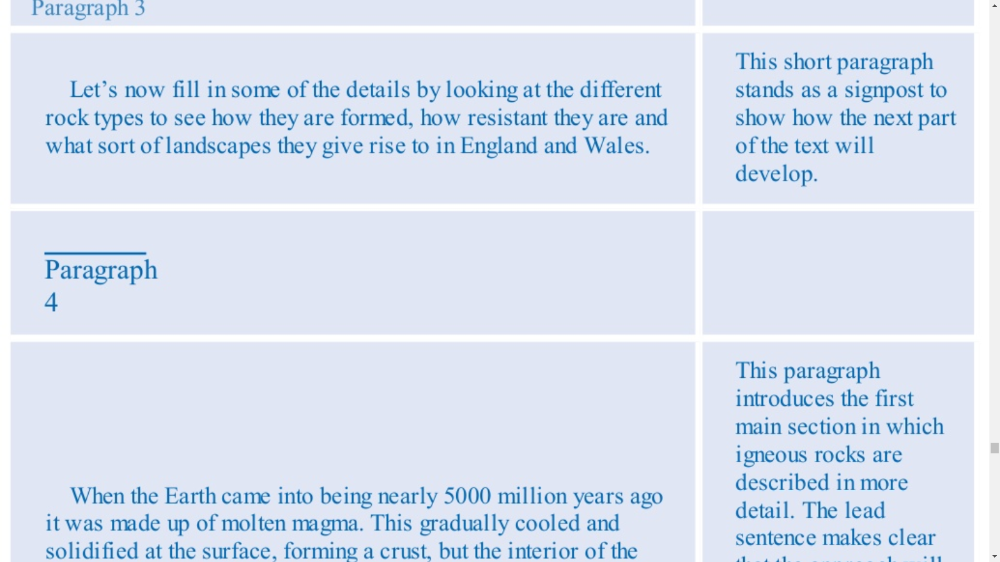 Paragraph 3
Let’s now fill in some of the details by looking at the different
rock types to see how they are formed, how resistant they are and
what sort of landscapes they give rise to in England and Wales.
This short paragraph
stands as a signpost to
show how the next part
of the text will
develop.
Paragraph
4
When the Earth came into being nearly 5000 million years ago
it was made up of molten magma. This gradually cooled and
solidified at the surface, forming a crust, but the interior of the
This paragraph
introduces the first
main section in which
igneous rocks are
described in more
detail. The lead
sentence makes clear
that the approach will